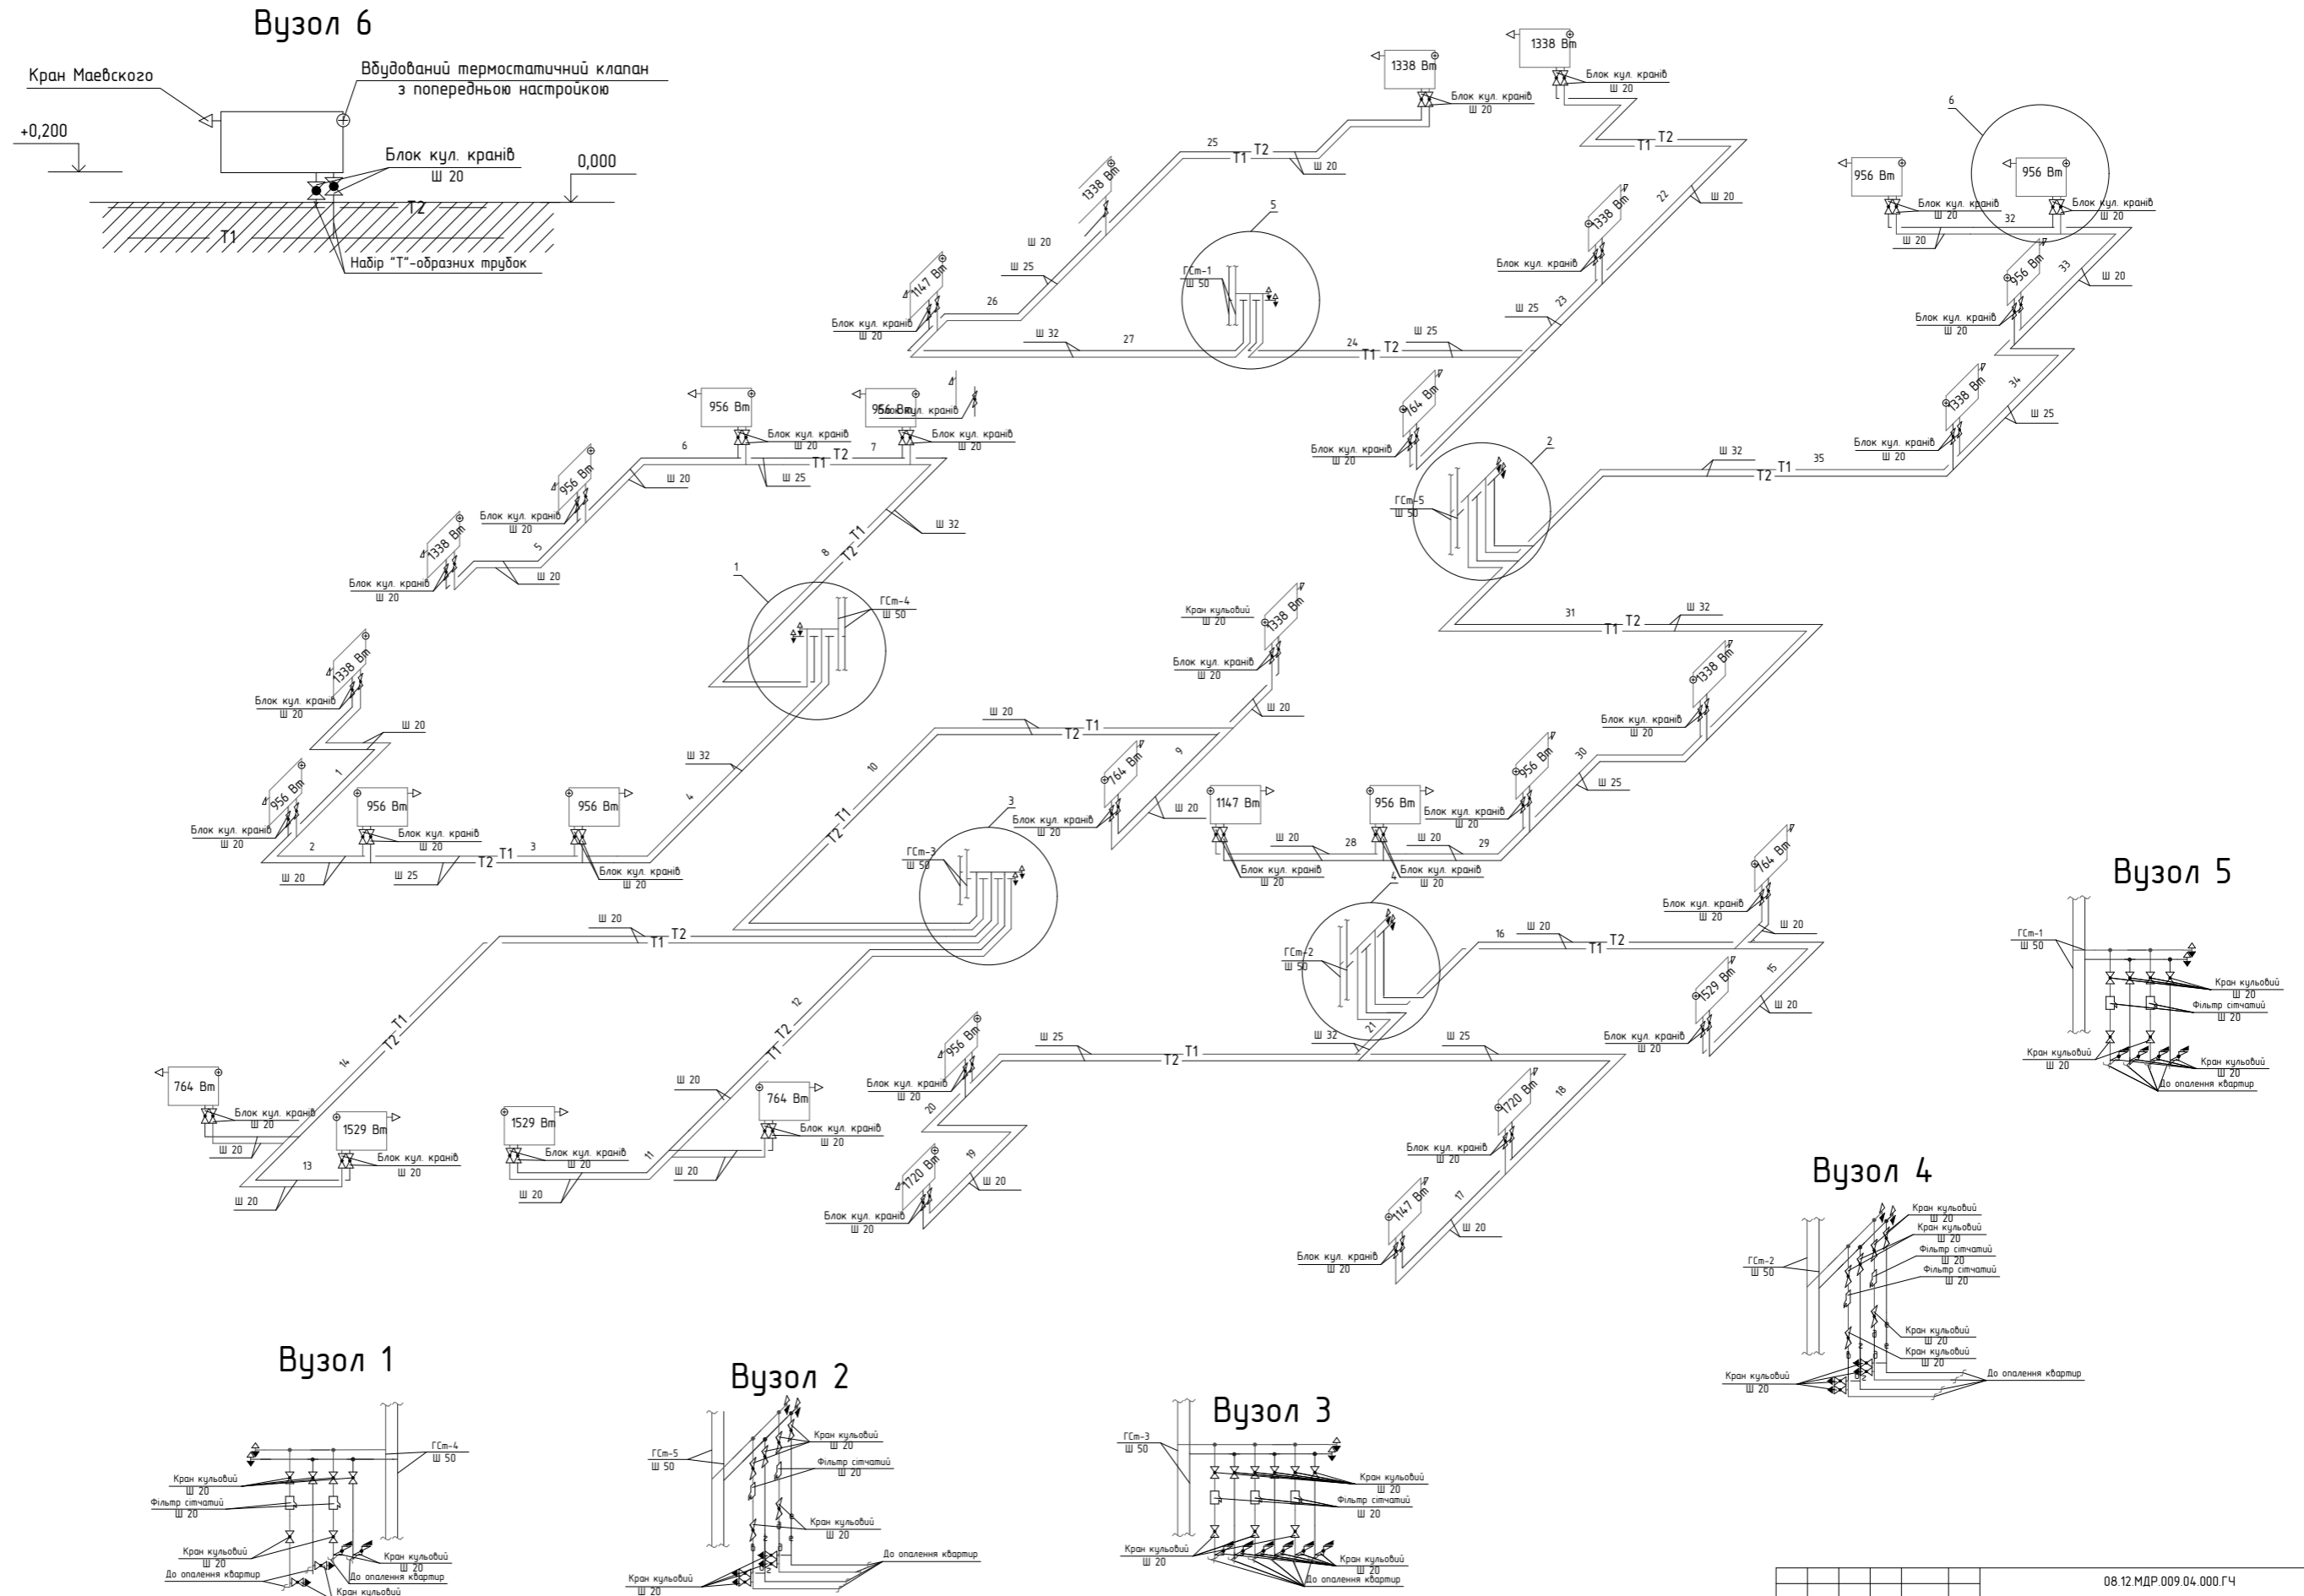 Вузол 6
Кран Маевского
Вбудований термостатичний клапан
з попередньою настройкою
+0,200
Блок кул. кранів
Ш 20
0,000
Т2
Т1
Набір "Т"-образних трубок
1338 Вт
Блок кул. кранів
Ш 20
1338 Вт
Блок кул. кранів
Ш 20
25
Т2
Т1
Ш 20
1338 Вт
Ш 20
Ш 25
1147 Вт
26
Блок кул. кранів
Ш 20
Ш 32
27
5
ГСт-1
Ш 50
24
Ш 25
Т2
Т1
Т2
Т1
22
Ш 20
1338 Вт
Блок кул. кранів
23
Ш 25
764 Вт
Блок кул. кранів
Ш 20
6
956 Вт
956 Вт
Блок кул. кранів
Ш 20
32
Блок кул. кранів
Ш 20
Ш 20
956 Вт
33
Ш 20
Блок кул. кранів
Ш 20
1338 Вт
34
Ш 25
Блок кул. кранів
Ш 20
2
Ш 32
Т1
35
Т2
ГСт-5
Ш 50
956 Вт
956 Вт
Блок кул. кранів
Блок кул. кранів
Ш 20
Блок кул. кранів
Ш 20
6
7
Т2
Т1
Ш 20
Ш 25
956 Вт
Блок кул. кранів
Ш 20
5
1338 Вт
Блок кул. кранів
Ш 20
Ш 20
Ш 32
8
Т1
Т2
1
ГСт-4
Ш 50
1338 Вт
Блок кул. кранів
Ш 20
Ш 20
956 Вт
1
Блок кул. кранів
Ш 20
956 Вт
Блок кул. кранів
Ш 20
956 Вт
Блок кул. кранів
Ш 20
2
Т1
3
Т2
Ш 20
Ш 25
Ш 32
4
Кран кульовий
Ш 20
1338 Вт
Блок кул. кранів
Ш 20
Ш 20
Ш 20
Т1
Т2
9
10
Т1
Т2
764 Вт
Блок кул. кранів
Ш 20
Ш 20
3
ГСт-3
Ш 50
31
Т2
Т1
Ш 32
1338 Вт
Блок кул. кранів
Ш 20
30
Ш 25
956 Вт
Блок кул. кранів
Ш 20
1147 Вт
956 Вт
Ш 20
28
Ш 20
29
Блок кул. кранів
Ш 20
Блок кул. кранів
Ш 20
4
ГСт-2
Ш 50
764 Вт
Блок кул. кранів
Ш 20
Ш 20
16
Ш 20
Т2
Т1
15
1529 Вт
Ш 20
Блок кул. кранів
Ш 20
Ш 20
Т2
Т1
14
Т1
Т2
764 Вт
Блок кул. кранів
Ш 20
Ш 20
1529 Вт
Блок кул. кранів
Ш 20
13
Ш 20
12
Т2
Т1
Ш 20
764 Вт
Блок кул. кранів
Ш 20
1529 Вт
Блок кул. кранів
Ш 20
11
Ш 20
Ш 20
956 Вт
Блок кул. кранів
Ш 20
Ш 25
Т1
Т2
20
19
Ш 20
1720 Вт
Блок кул. кранів
Ш 20
21
Ш 32
Ш 25
18
1720 Вт
Блок кул. кранів
Ш 20
17
Ш 20
1147 Вт
Блок кул. кранів
Ш 20
Вузол 5
ГСт-1
Ш 50
Кран кульовий
Ш 20
Фільтр сітчатий
Ш 20
Кран кульовий
Ш 20
Кран кульовий
Ш 20
До опалення квартир
Вузол 4
ГСт-2
Ш 50
Кран кульовий
Ш 20
Кран кульовий
Ш 20
Фільтр сітчатий
Ш 20
Фільтр сітчатий
Ш 20
Кран кульовий
Ш 20
Кран кульовий
Ш 20
Кран кульовий
Ш 20
До опалення квартир
Вузол 1
ГСт-4
Ш 50
Кран кульовий
Ш 20
Фільтр сітчатий
Ш 20
Кран кульовий
Ш 20
Кран кульовий
Ш 20
До опалення квартир
До опалення квартир
Кран кульовий
Вузол 2
ГСт-5
Ш 50
Кран кульовий
Ш 20
Фільтр сітчатий
Ш 20
Кран кульовий
Ш 20
До опалення квартир
Кран кульовий
Ш 20
Вузол 3
ГСт-3
Ш 50
Кран кульовий
Ш 20
Фільтр сітчатий
Ш 20
Кран кульовий
Ш 20
Кран кульовий
Ш 20
До опалення квартир
08.12.МДР.009.04.000.ГЧ